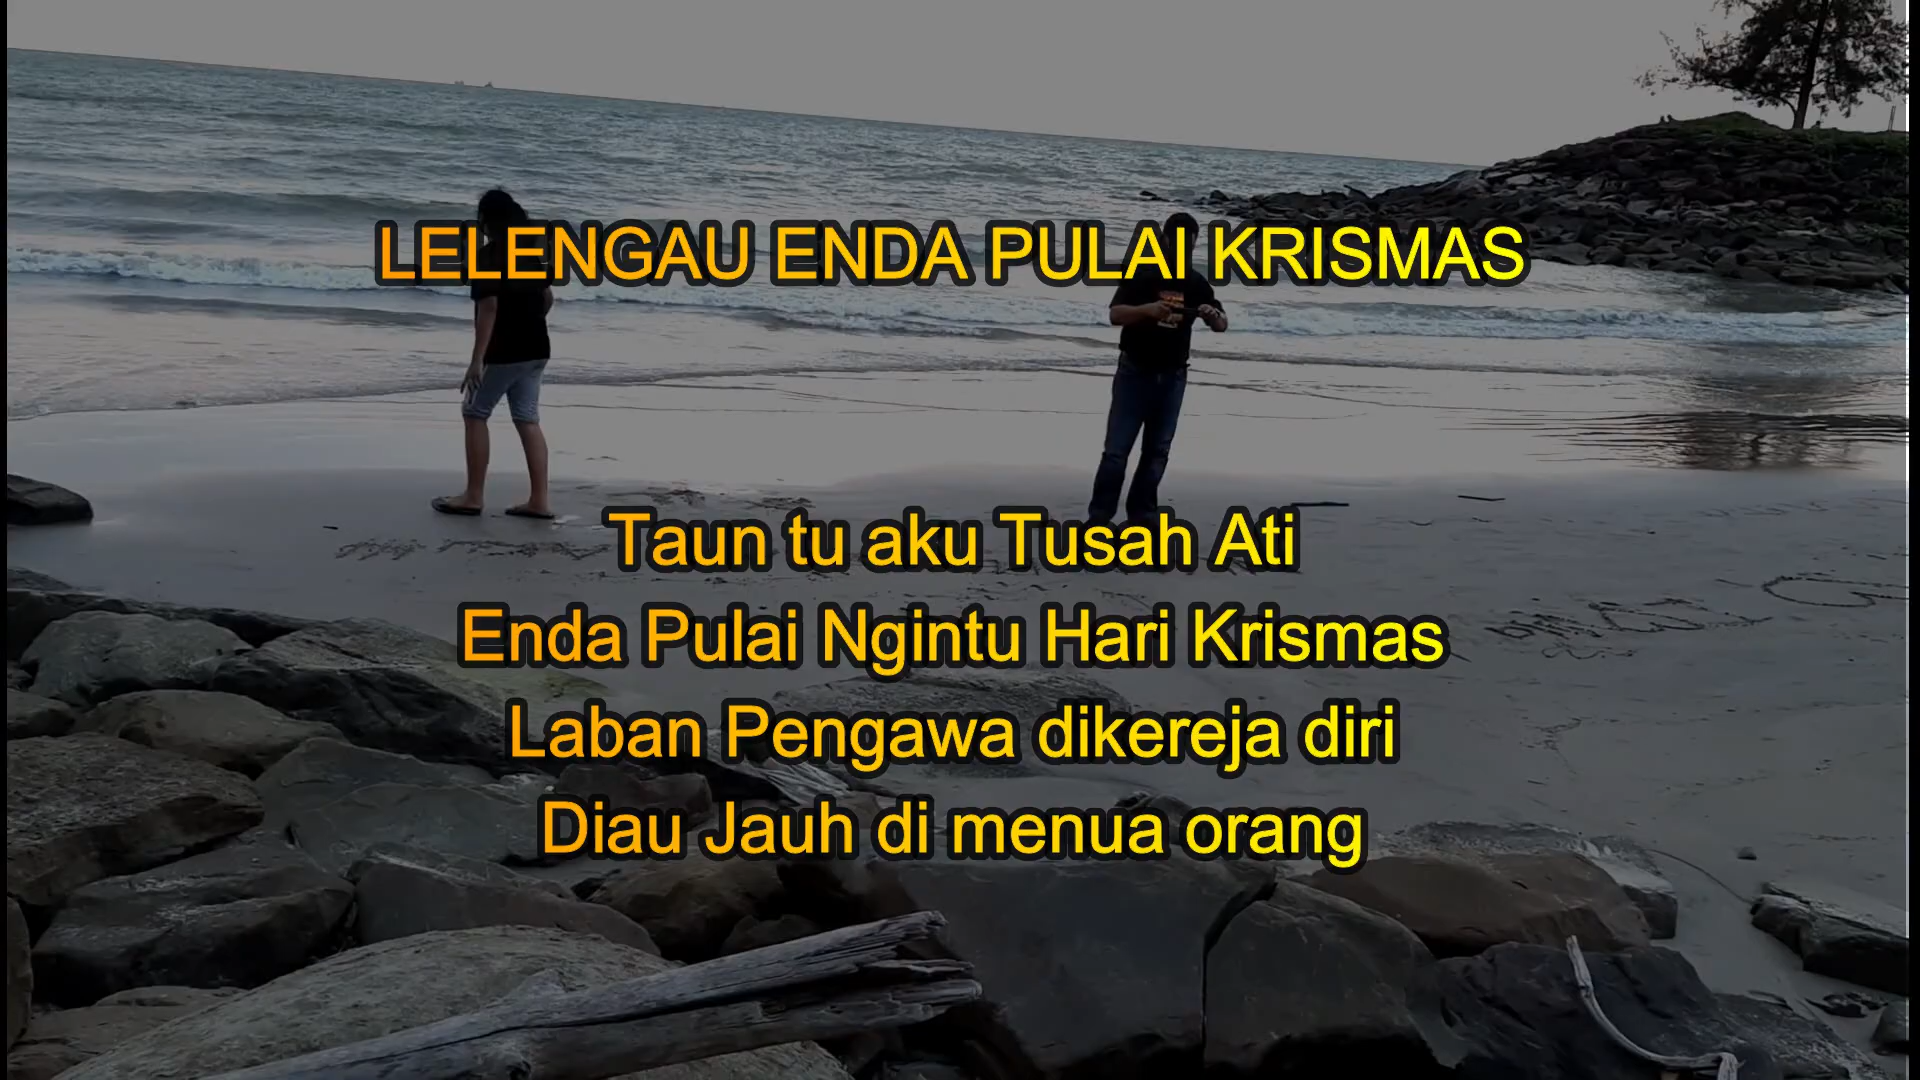 LELENGAU ENDA PULAI KRISMAS
Taun tu aku Tusah Ati
Enda Pulai Ngintu Hari Krismas
Laban Pengawa dikereja diri
Diau Jauh di menua orang